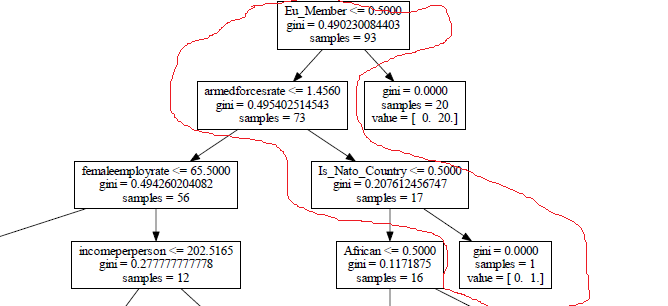 Eu_Member <= 0.5000
gini = 0.490230084403
samples = 93
armedforcesrate <= 1.4560
gini = 0.495402514543
samples = 73
gini = 0.0000
samples = 20
value = [ 0. 20.]
femaleemployrate <= 65.5000
gini = 0.494260204082
samples = 56
Is_Nato_Country <= 0.5000
gini = 0.207612456747
samples = 17
incomeperperson <= 202.5165
gini = 0.277777777778
samples = 12
African <= 0.5000
gini = 0.1171875
samples = 16
gini = 0.0000
samples = 1
value = [ 0. 1.]